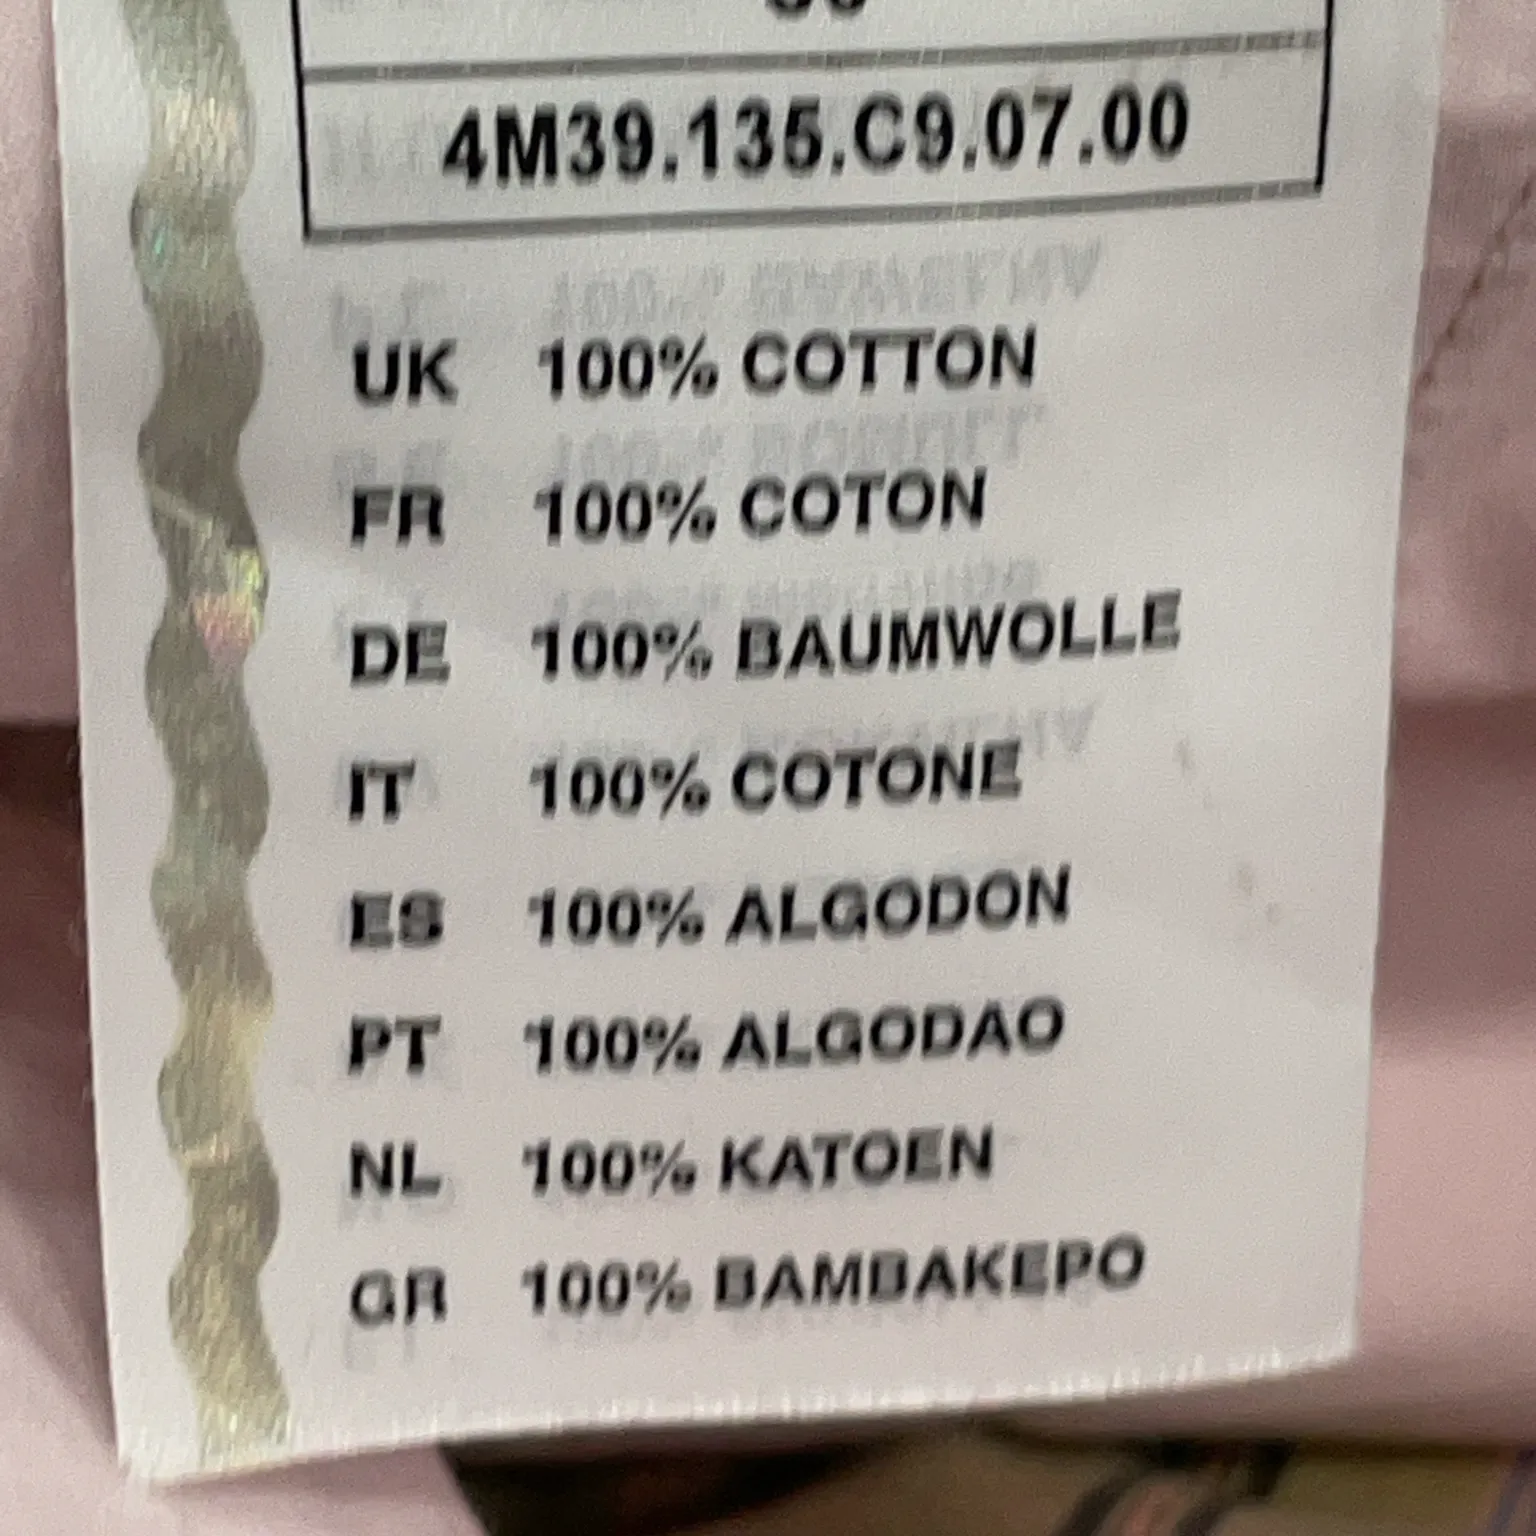 4M39.135.C9.07.00
UK 100% COTTON
FR 100% COTON
DE 100% BAUMWOLLE
IT 100% COTONE
ES 100% ALGODON
PT 100% ALGODAO
NL 100% KATOEN
GR 100% BAMBAKEPO